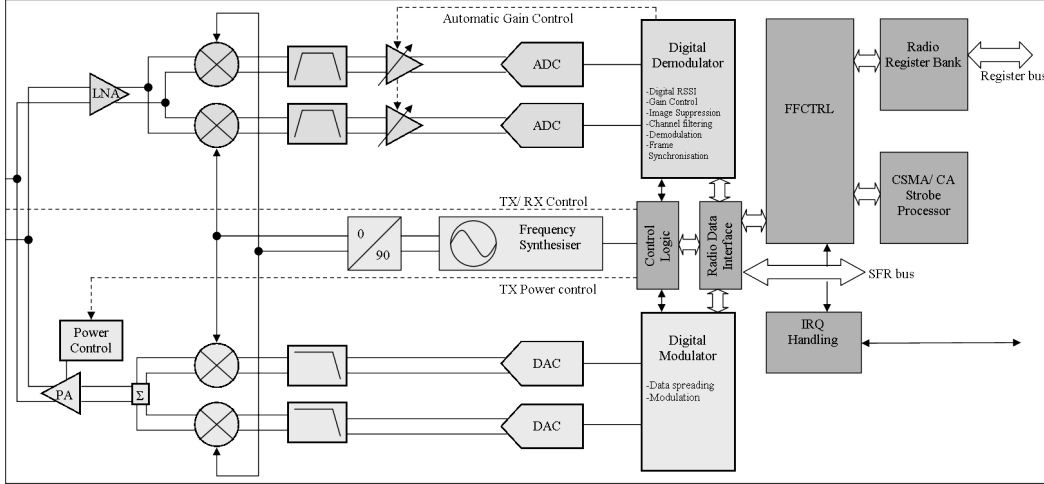 Automatic Gain Control
LNA
ADC
ADC
Digital
Demodulator
-Digital RSSI
-Gain Control
-Image Suppression
-Channel filtering
-Demodulation
-Frame
Synchronisation
FFCTRL
Radio
Register Bank
Register bus
CSMA/ CA
Strobe
Processor
TX/ RX Control
0
90
Frequency
Synthesiser
Control
Logic
Radio Data
Interface
SFR bus
TX Power control
Power
Control
PA
Σ
DAC
DAC
Digital
Modulator
-Data spreading
-Modulation
IRQ
Handling